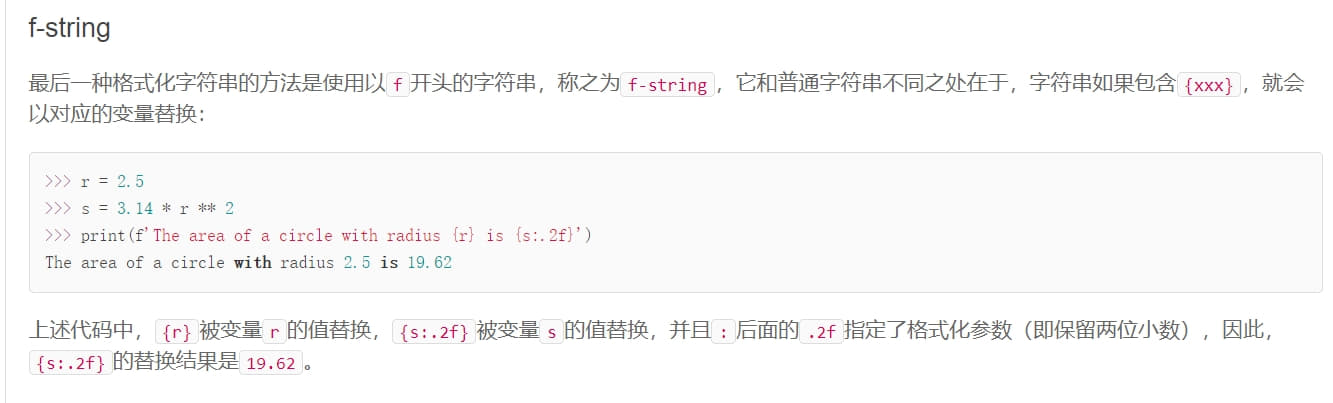 f-string
最后一种格式化字符串的方法是使用以f开头的字符串，称之为f-string，它和普通字符串不同之处在于，字符串如果包含{xxx}，就会
以对应的变量替换：
>>> r = 2.5
>>> s = 3.14 * r ** 2
>>> print(f'The area of a circle with radius {r} is {s:.2f}')
The area of a circle with radius 2.5 is 19.62
上述代码中，{r}被变量r的值替换，{s:.2f}被变量s的值替换，并且:后面的.2f指定了格式化参数（即保留两位小数），因此，
{s:.2f}的替换结果是19.62。